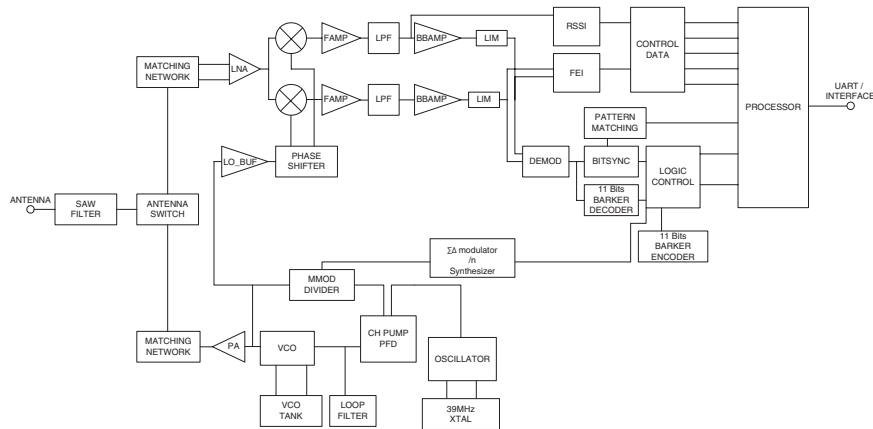 RSSI
FAMP
LPF
BBAMP
LIM
CONTROL
DATA
MATCHING
NETWORK
LNA
FEI
UART /
INTERFACE
FAMP
LPF
BBAMP
LIM
PROCESSOR
PATTERN
MATCHING
LO_BUF
PHASE
SHIFTER
DEMOD
BITSYNC
LOGIC
CONTROL
ANTENNA
SAW
FILTER
ANTENNA
SWITCH
11 Bits
BARKER
DECODER
11 Bits
BARKER
ENCODER
∑∆ modulator
/n
Synthesizer
MMOD
DIVIDER
MATCHING
NETWORK
PA
VCO
CH PUMP
PFD
OSCILLATOR
VCO
TANK
LOOP
FILTER
39MHz
XTAL